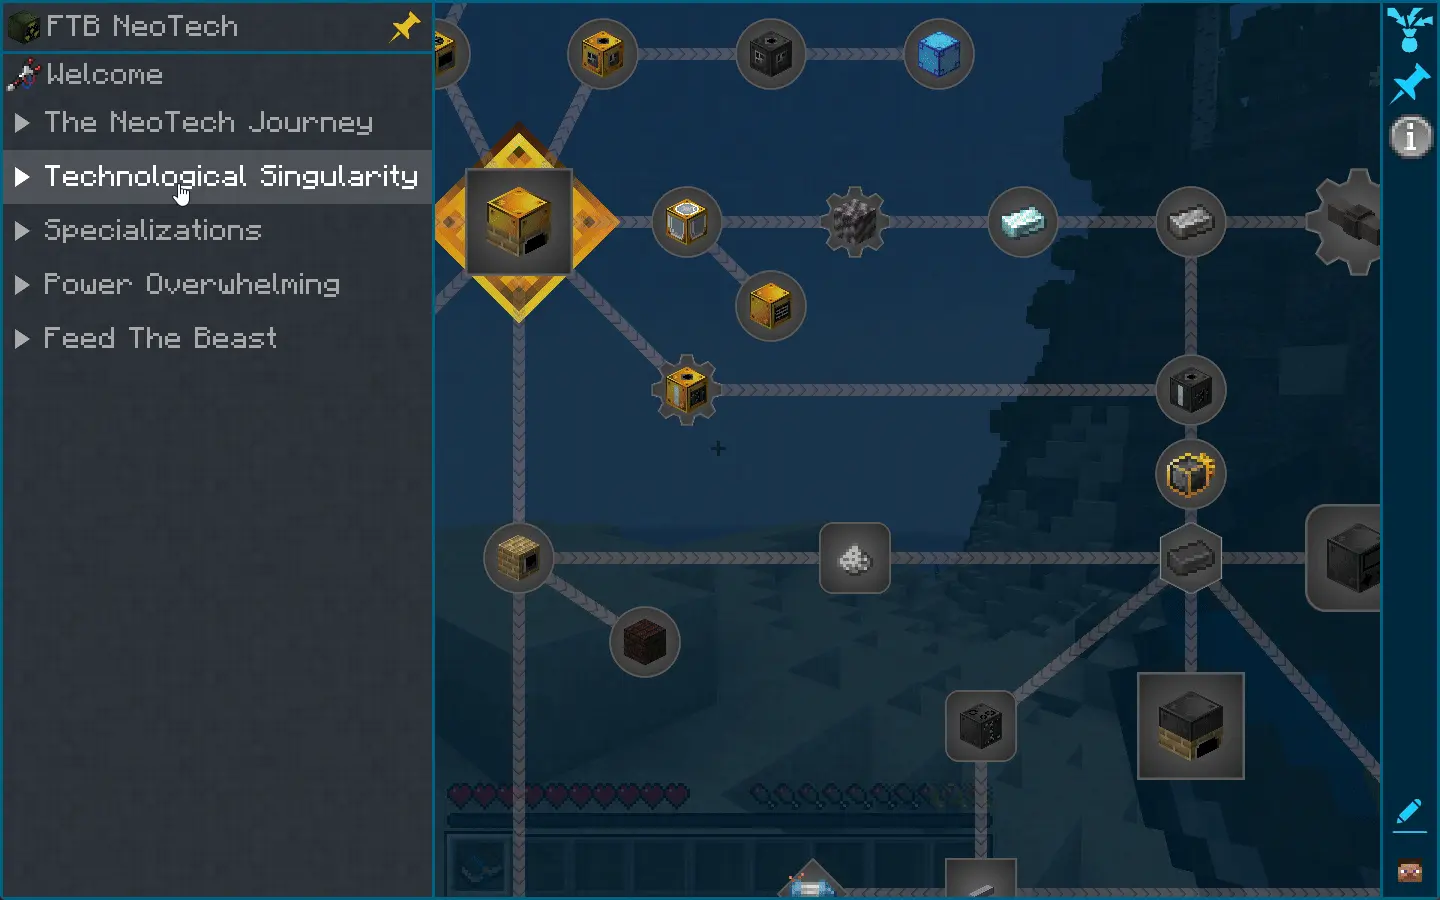 FTB NeoTech
Welcome
The NeoTech Journey
Technological Singularity
Specializations
Power Overwhelming
Feed The Beast